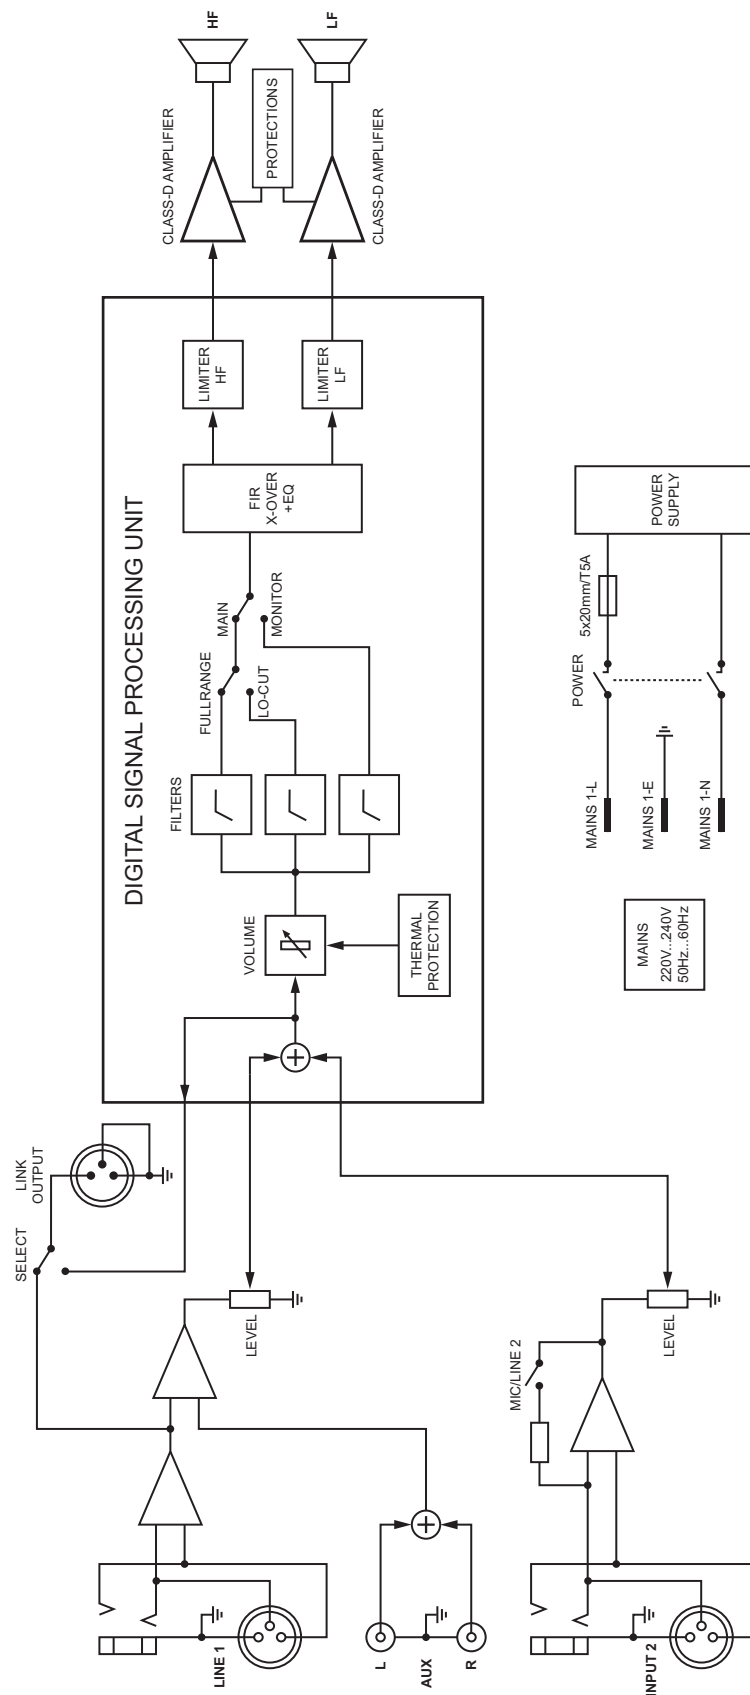 LINE 1
L
AUX
R
INPUT 2
SELECT
LINK
OUTPUT
LEVEL
MIC/LINE 2
LEVEL
DIGITAL SIGNAL PROCESSING UNIT
VOLUME
THERMAL
PROTECTION
FILTERS
FULLRANGE
LO-CUT
MAIN
MONITOR
FIR
X-OVER
+EQ
LIMITER
HF
LIMITER
LF
CLASS-D AMPLIFIER
PROTECTIONS
CLASS-D AMPLIFIER
HF
LF
MAINS
220V...240V
50Hz...60Hz
MAINS 1-L
MAINS 1-E
MAINS 1-N
POWER
5x20mm/T5A
POWER
SUPPLY